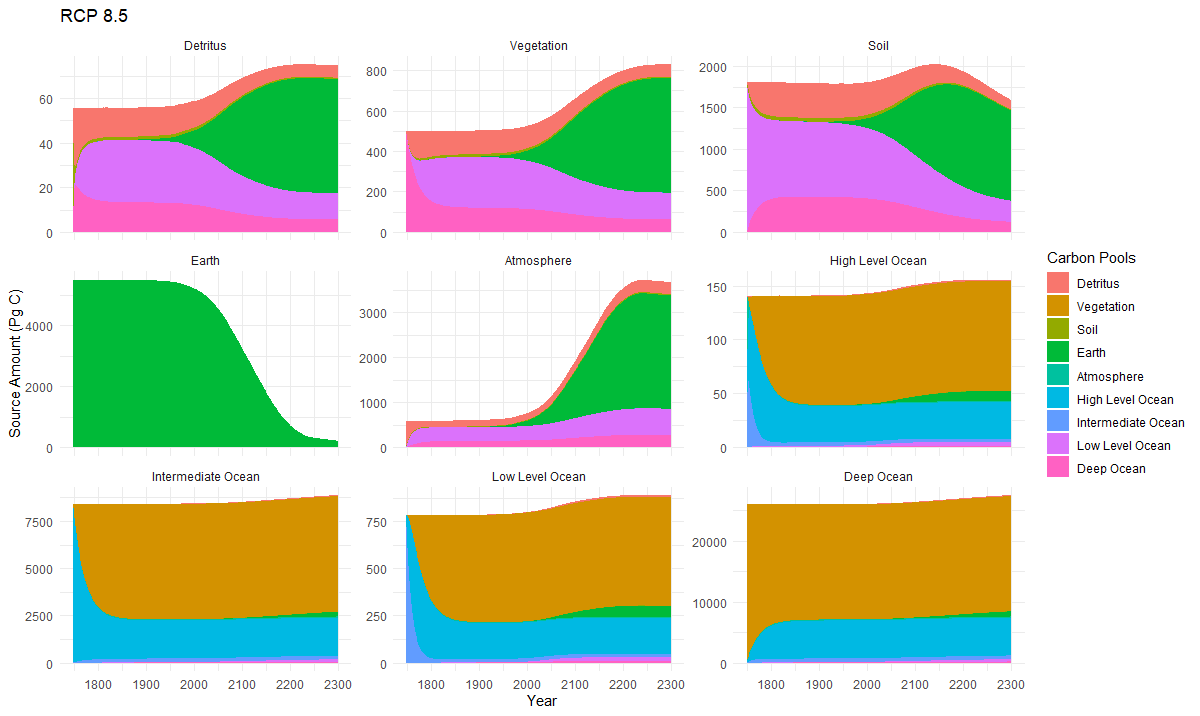 RCP 8.5
Detritus
Vegetation
Soil
60
40
20
0
800
600
400
200
0
2000
1500
1000
500
0
Earth
Atmosphere
High Level Ocean
4000
2000
0
3000
2000
1000
0
150
100
50
0
Source Amount (Pg C)
Intermediate Ocean
Low Level Ocean
Deep Ocean
7500
5000
2500
0
750
500
250
0
20000
10000
0
1800 1900 2000 2100 2200 2300
1800 1900 2000 2100 2200 2300
1800 1900 2000 2100 2200 2300
Year
Carbon Pools
Detritus
Vegetation
Soil
Earth
Atmosphere
High Level Ocean
Intermediate Ocean
Low Level Ocean
Deep Ocean